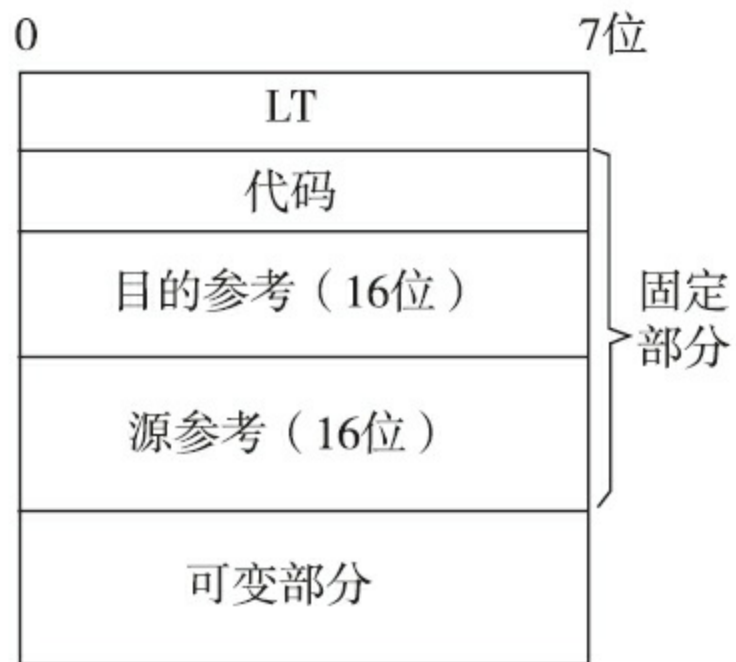 0 7位
LT
代码
目的参考（16位）
源参考（16位）
固定
部分
可变部分